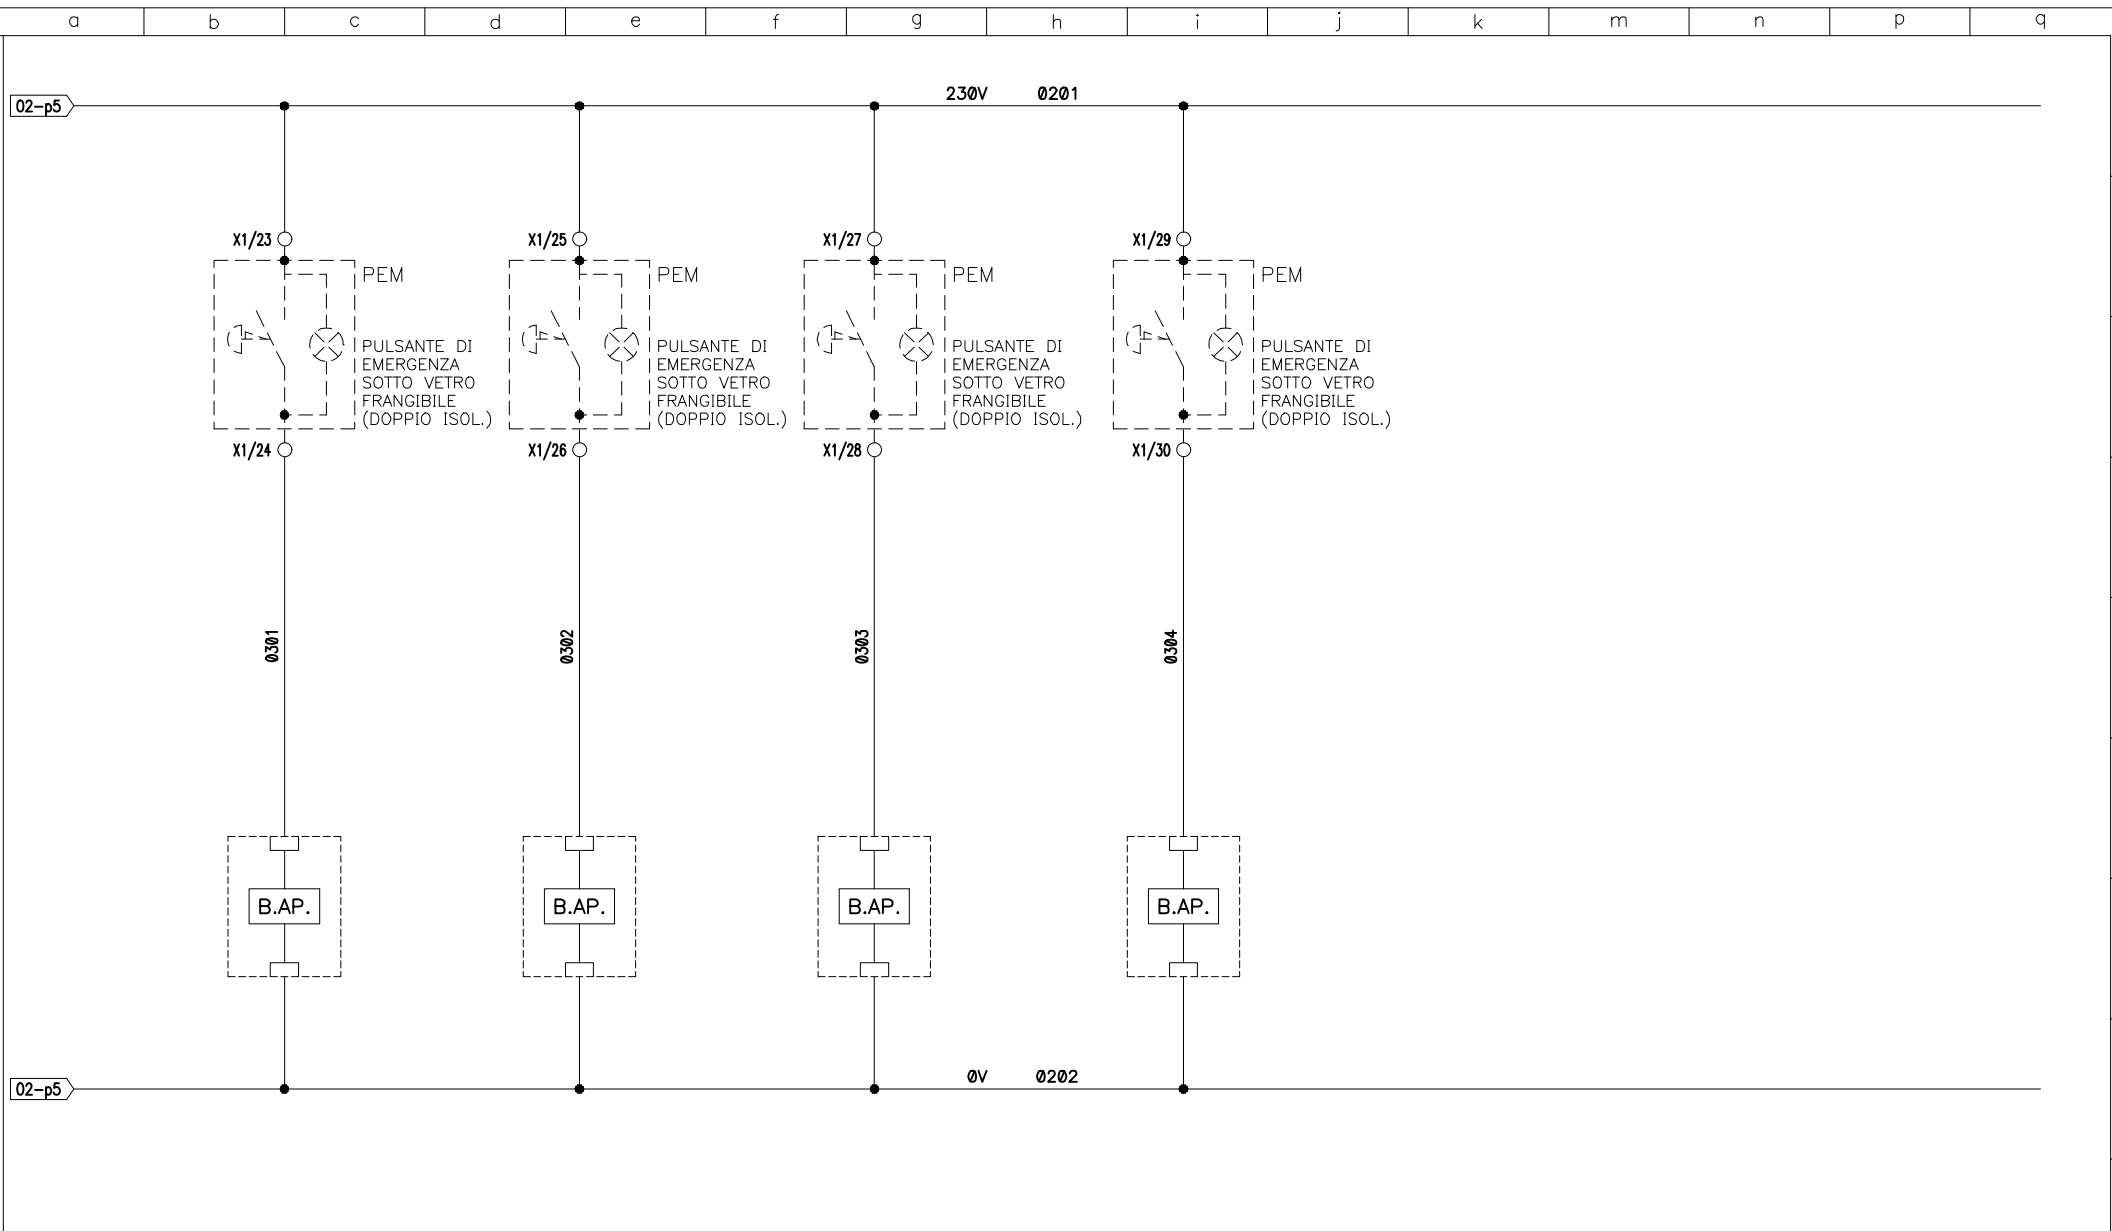 a b c d e f g h i j k m n p q
230V 0201
02-p5
X1/23 X1/25 X1/27 X1/29
PEM PEM PEM PEM
PULSANTE DI
EMERGENZA
SOTTO VETRO
FRANGIBILE
(DOPPIO ISOL.)
PULSANTE DI
EMERGENZA
SOTTO VETRO
FRANGIBILE
(DOPPIO ISOL.)
PULSANTE DI
EMERGENZA
SOTTO VETRO
FRANGIBILE
(DOPPIO ISOL.)
PULSANTE DI
EMERGENZA
SOTTO VETRO
FRANGIBILE
(DOPPIO ISOL.)
X1/24 X1/26 X1/28 X1/30
0301 0302 0303 0304
B.AP. B.AP. B.AP. B.AP.
0V 0202
02-p5